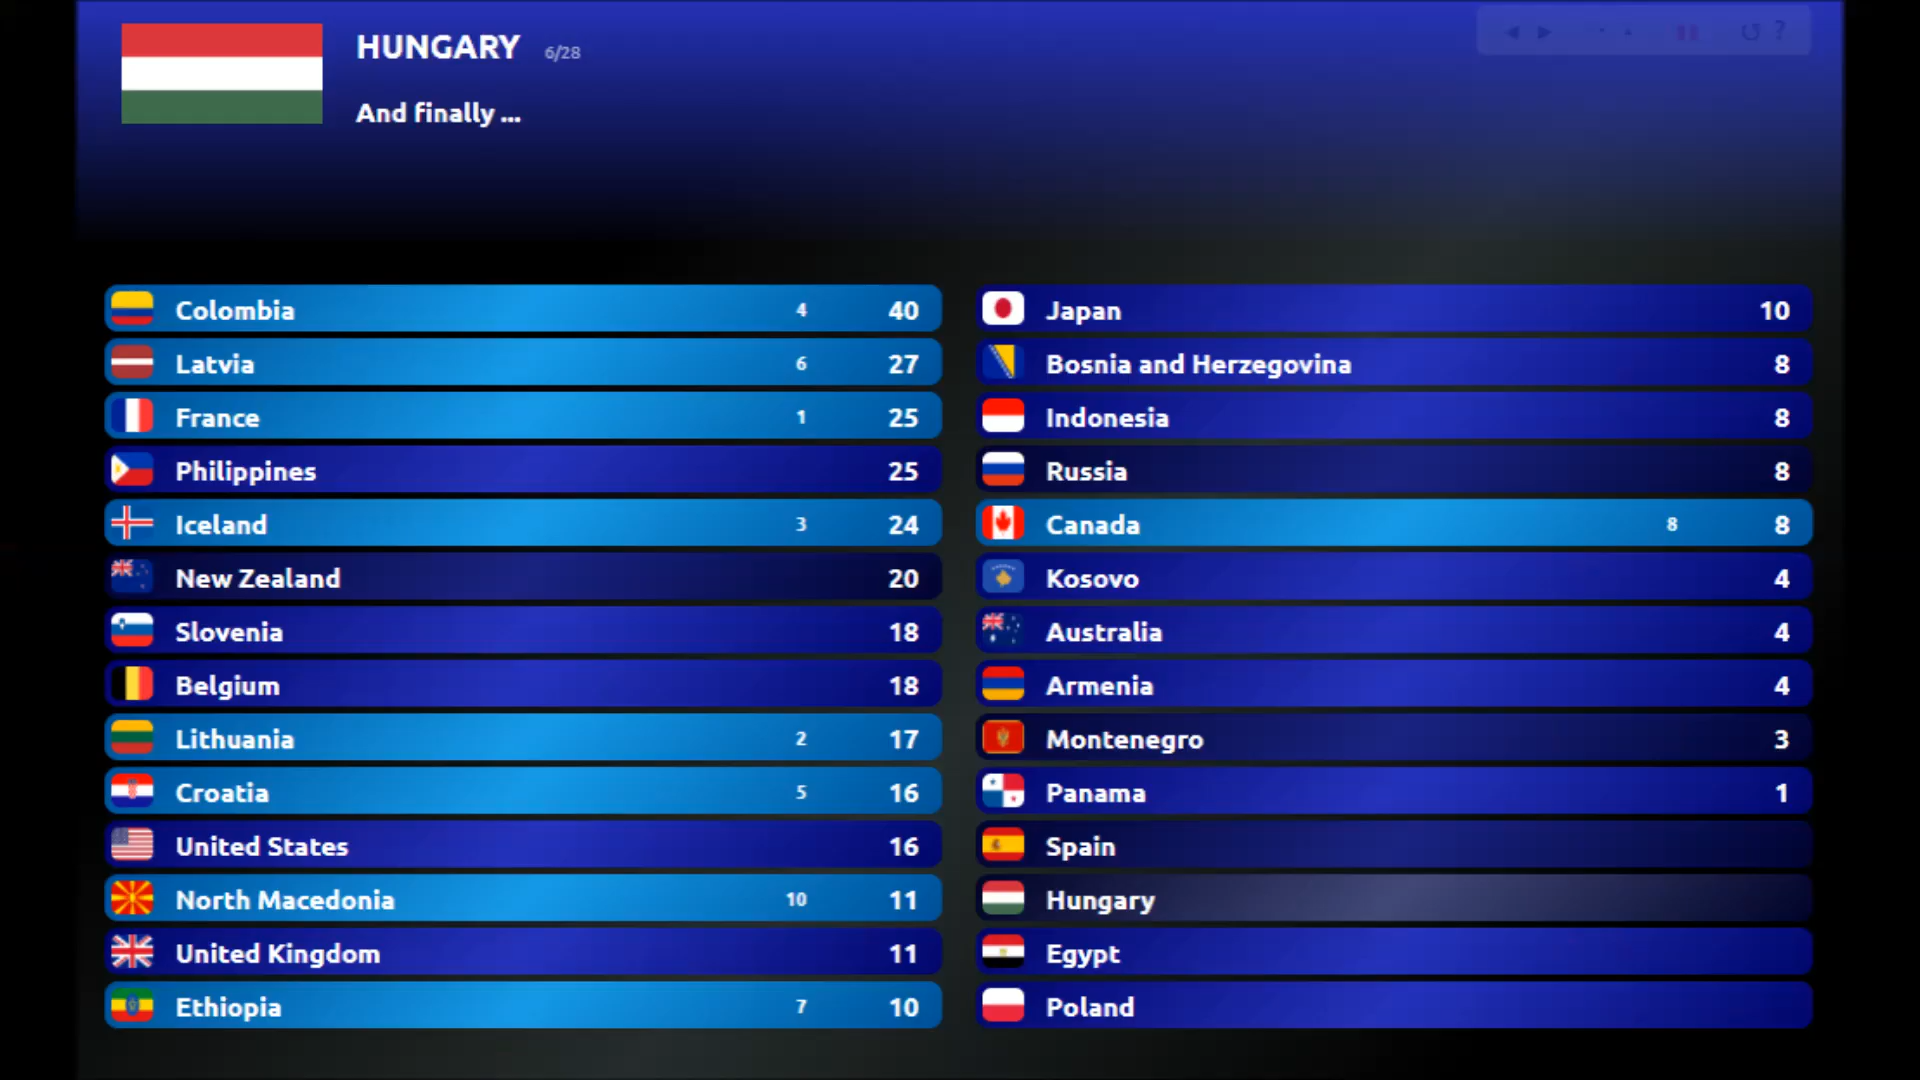 HUNGARY 6/28
And finally ...
Colombia 4 40
Latvia 6 27
France 1 25
Philippines 25
Iceland 3 24
New Zealand 20
Slovenia 18
Belgium 18
Lithuania 2 17
Croatia 5 16
United States 16
North Macedonia 10 11
United Kingdom 11
Ethiopia 7 10
Japan 10
Bosnia and Herzegovina 8
Indonesia 8
Russia 8
Canada 8 8
Kosovo 4
Australia 4
Armenia 4
Montenegro 3
Panama 1
Spain
Hungary
Egypt
Poland